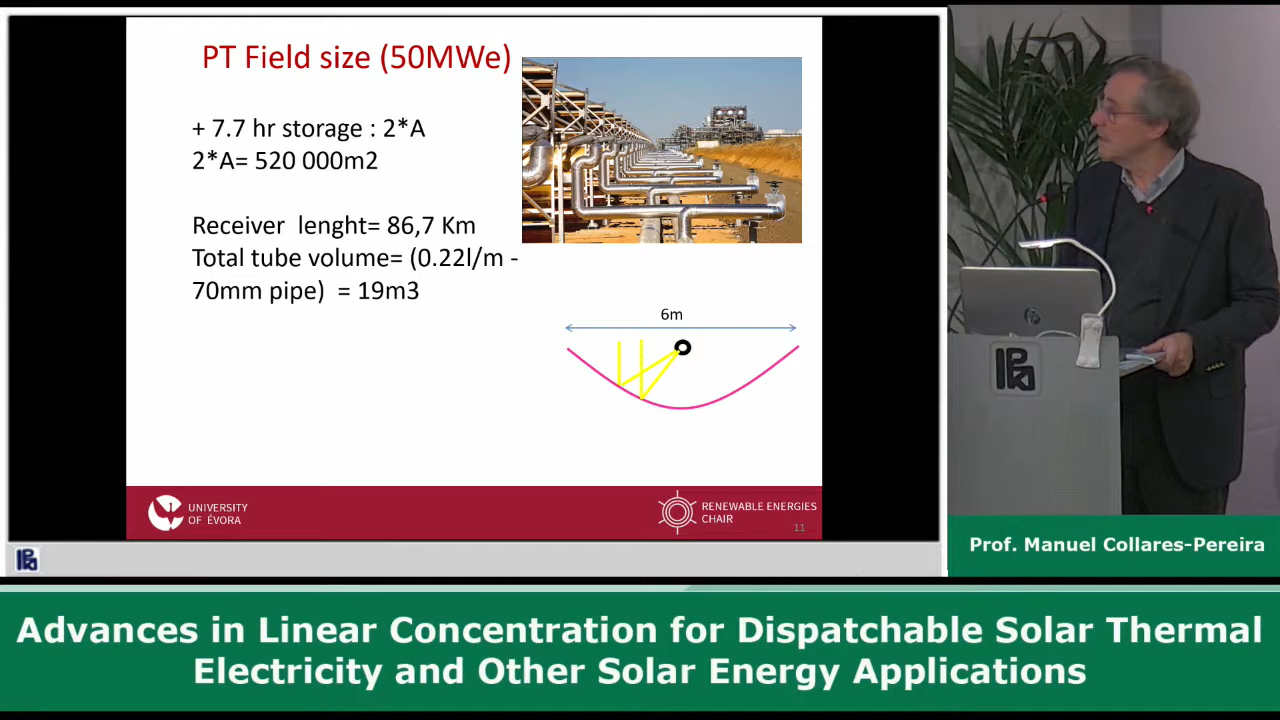 PT Field size (50MWe)
+ 7.7 hr storage : 2*A
2*A= 520 000m2
Receiver lenght= 86,7 Km
Total tube volume= (0.22l/m -
70mm pipe) = 19m3
6m
UNIVERSITY
OF ÉVORA
RENEWABLE ENERGIES
CHAIR
11
Prof. Manuel Collares-Pereira
Advances in Linear Concentration for Dispatchable Solar Thermal
Electricity and Other Solar Energy Applications